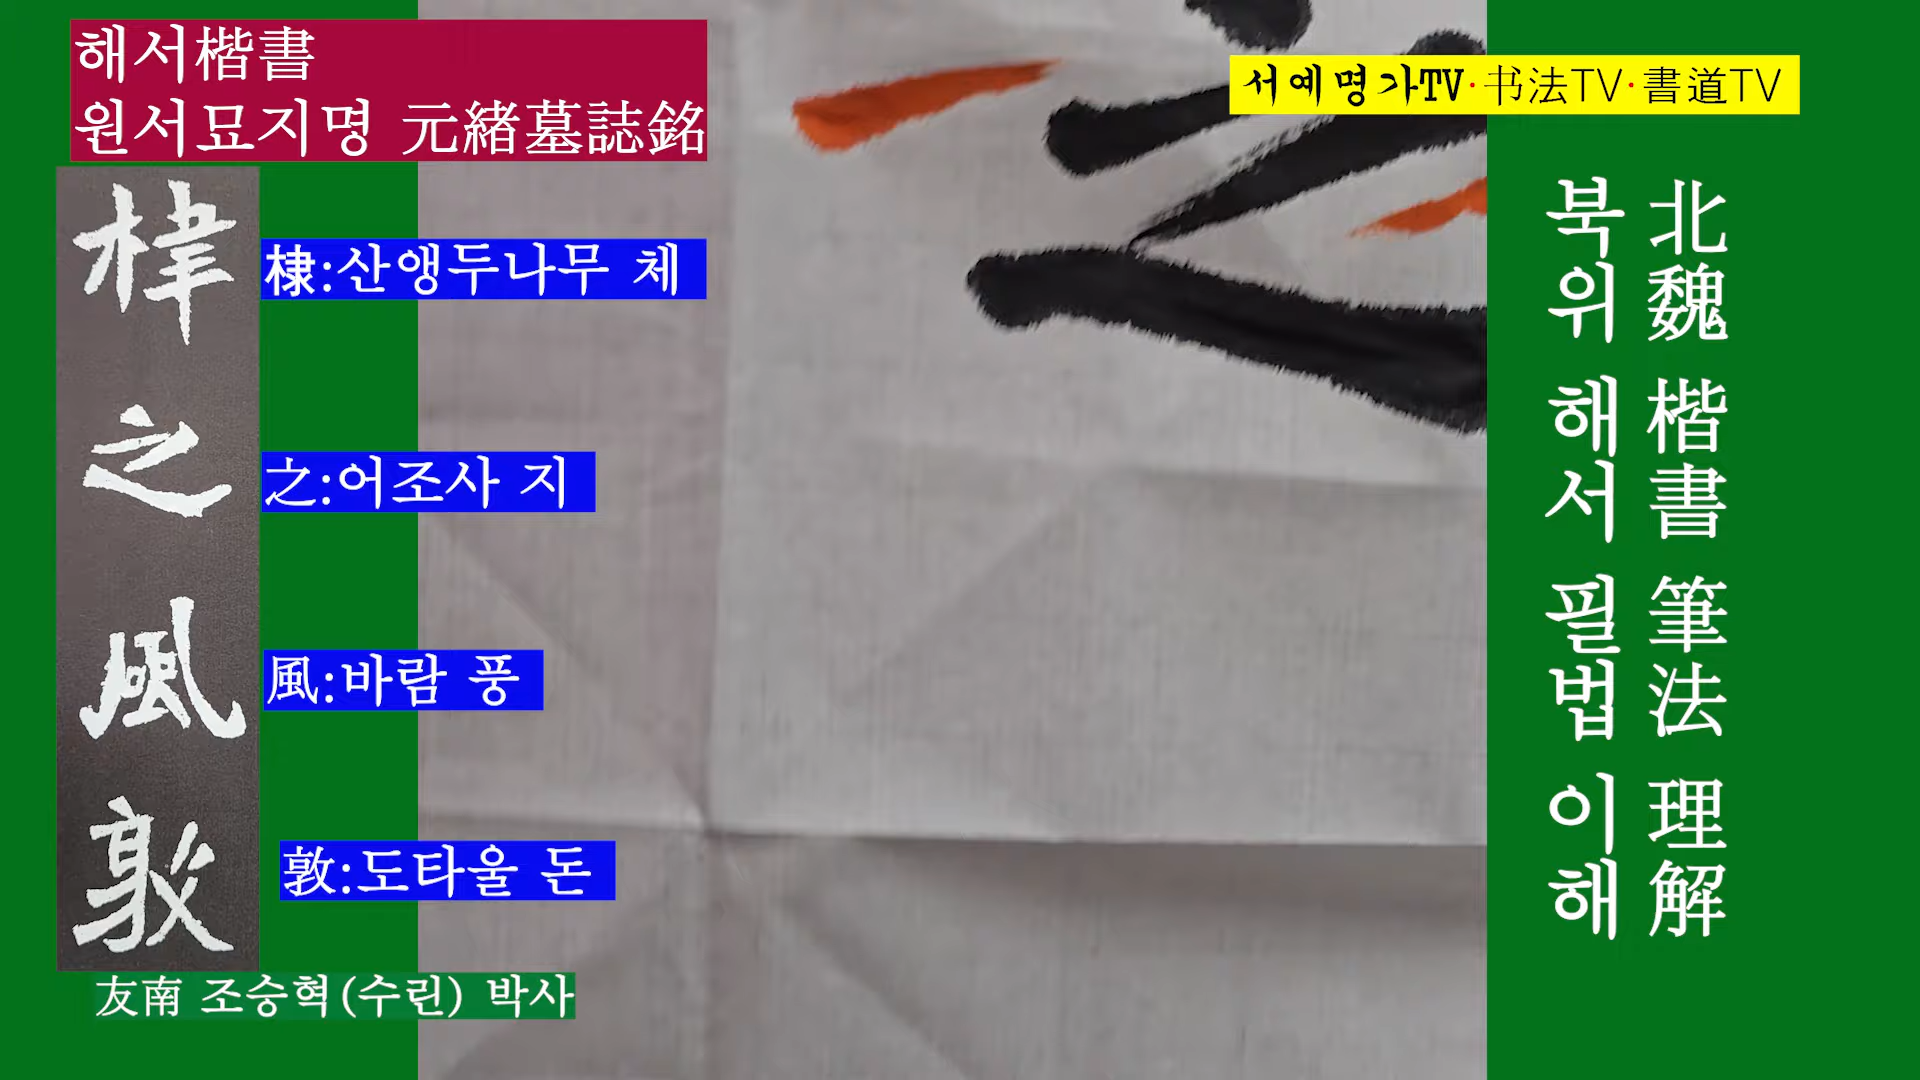 해서楷書
원서묘지명 元緖墓誌銘
서예명가TV·书法TV·書道TV
棣:산앵두나무 체
之:어조사 지
風:바람 풍
敦:도타울 돈
棣之風敦
友南 조승혁(수린) 박사
북위 해서 필법 이해
北魏 楷書 筆法 理解